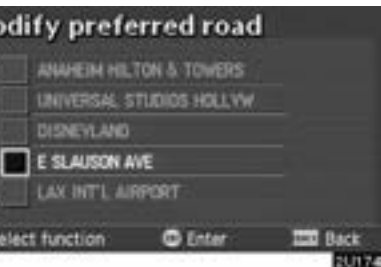 odify preferred road
ANAHEIM HILTON & TOWERS
UNIVERSAL STUDIOS HOLLYW
DISNEYLAND
E SLAUSON AVE
LAX INT'L AIRPORT
elect function Enter Back
2U174